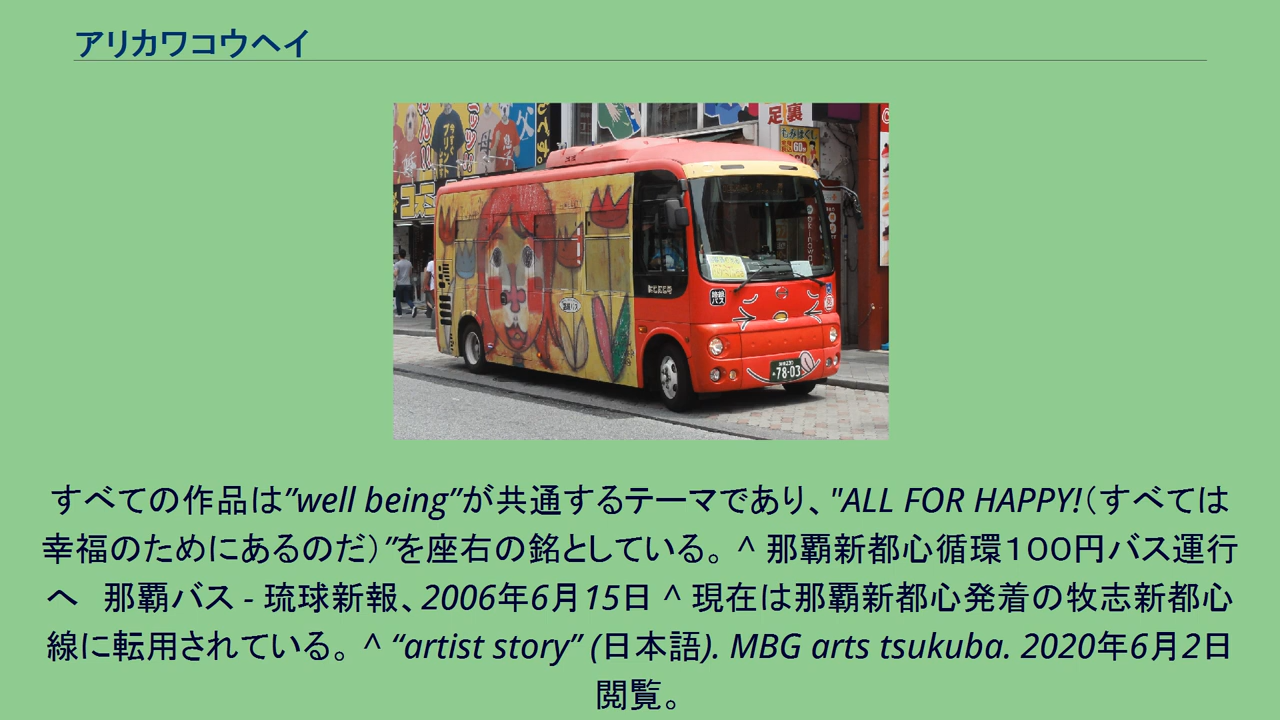 アリカワコウヘイ
足裏
父
78-03
すべての作品は"well being"が共通するテーマであり、"ALL FOR HAPPY!（すべては
幸福のためにあるのだ）"を座右の銘としている。 ^ 那覇新都心循環１００円バス運行
へ　那覇バス - 琉球新報、2006年6月15日 ^ 現在は那覇新都心発着の牧志新都心
線に転用されている。 ^ “artist story” (日本語). MBG arts tsukuba. 2020年6月2日
閲覧。